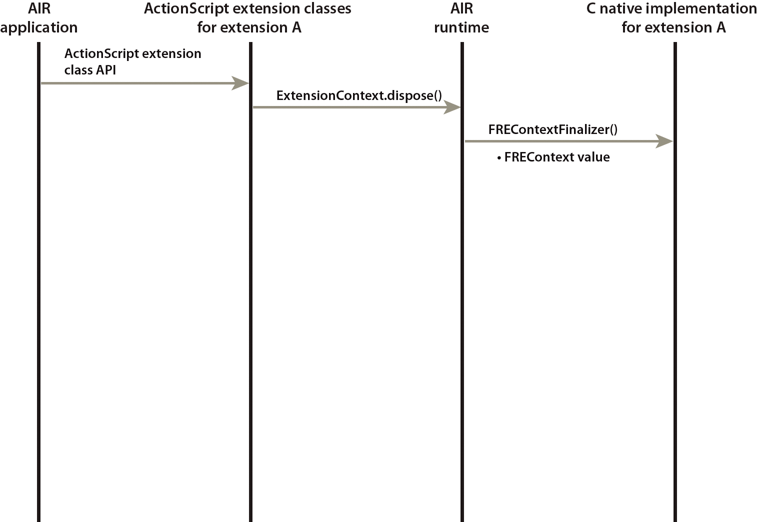 AIR
application
ActionScript extension classes
for extension A
AIR
runtime
C native implementation
for extension A
ActionScript extension
class API
ExtensionContext.dispose()
FREContextFinalizer()
• FREContext value